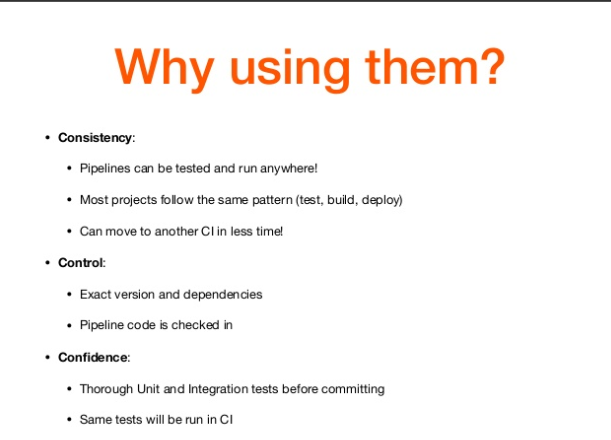 Why using them?
• Consistency:
• Pipelines can be tested and run anywhere!
• Most projects follow the same pattern (test, build, deploy)
• Can move to another CI in less time!
• Control:
• Exact version and dependencies
• Pipeline code is checked in
• Confidence:
• Thorough Unit and Integration tests before committing
• Same tests will be run in CI